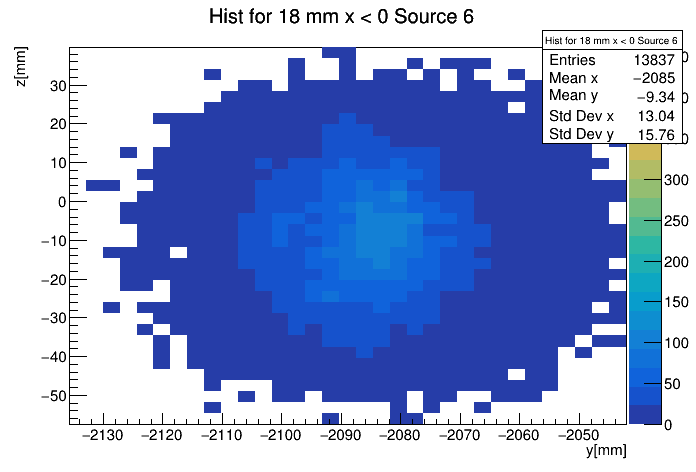 Hist for 18 mm x < 0 Source 6
Hist for 18 mm x < 0 Source 6
Entries 13837
Mean x −2085
Mean y −9.34
Std Dev x 13.04
Std Dev y 15.76
z[mm]
30
20
10
0
−10
−20
−30
−40
−50
−2130 −2120 −2110 −2100 −2090 −2080 −2070 −2060 −2050
y[mm]
300
250
200
150
100
50
0